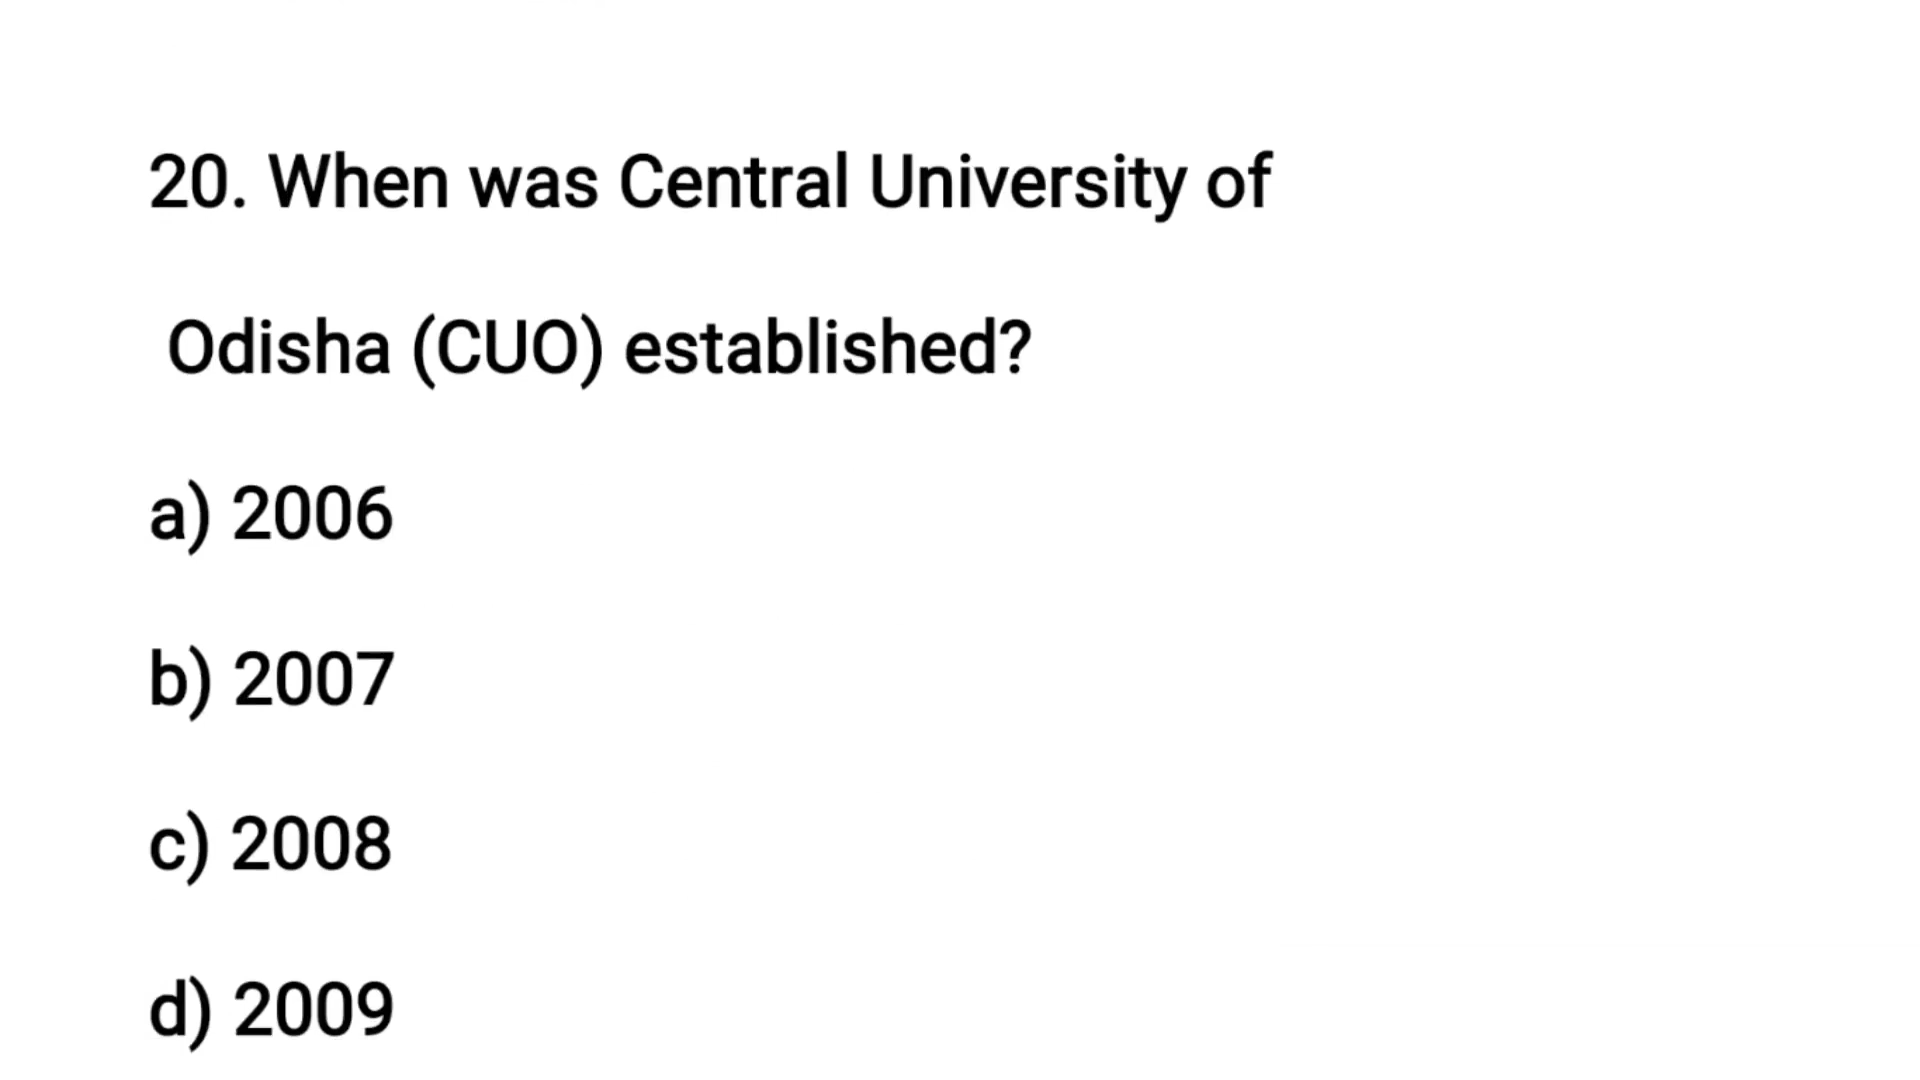 20. When was Central University of
Odisha (CUO) established?
a) 2006
b) 2007
c) 2008
d) 2009